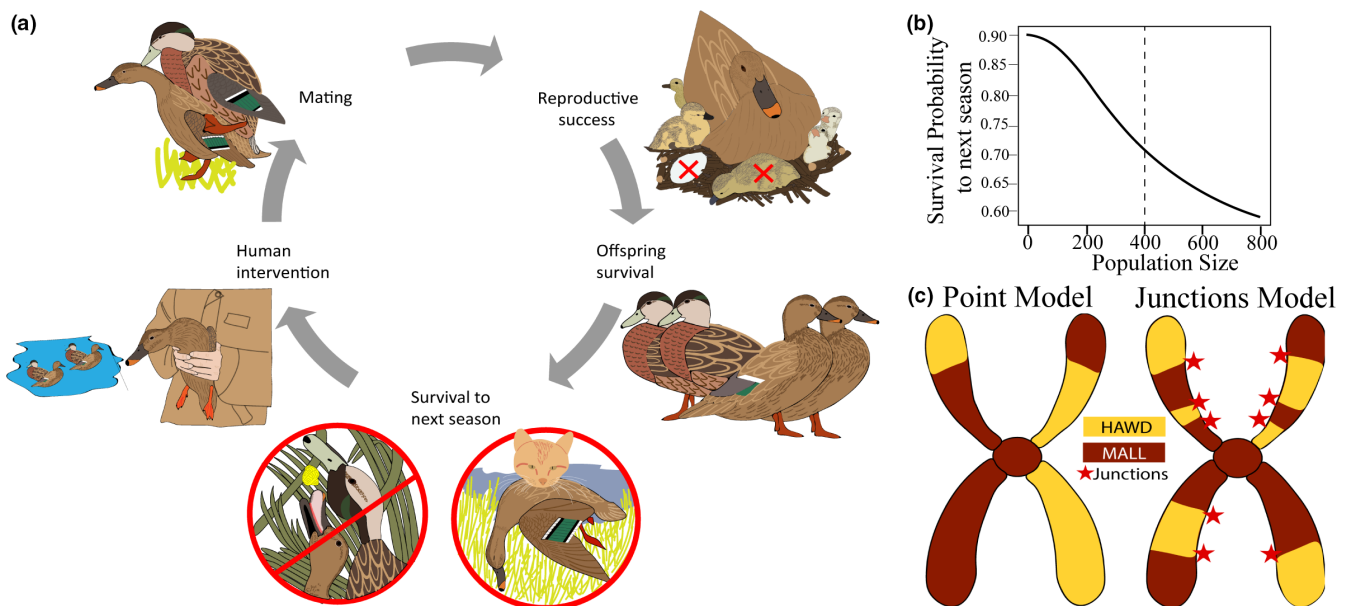 (a)
Mating
Reproductive
success
Human
intervention
Offspring
survival
Survival to
next season
(b)
Survival Probability
to next season
0.90
0.85
0.80
0.75
0.70
0.65
0.60
0
200
400
600
800
Population Size
(c)
Point Model
Junctions Model
HAWD
MALL
Junctions